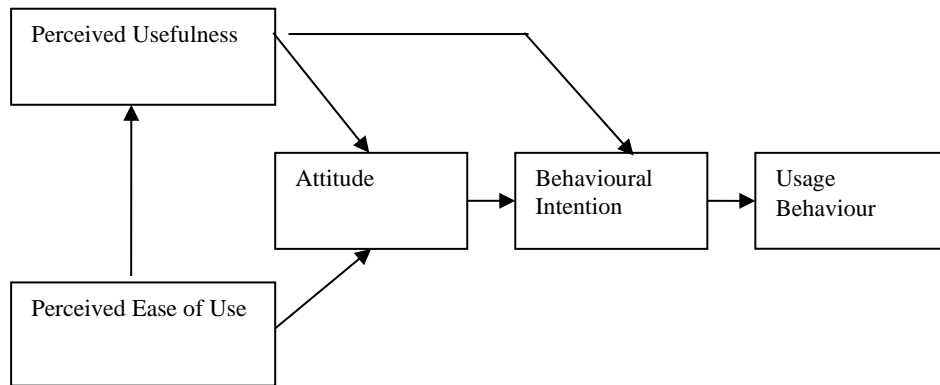 Perceived Usefulness
Attitude
Behavioural
Intention
Usage
Behaviour
Perceived Ease of Use